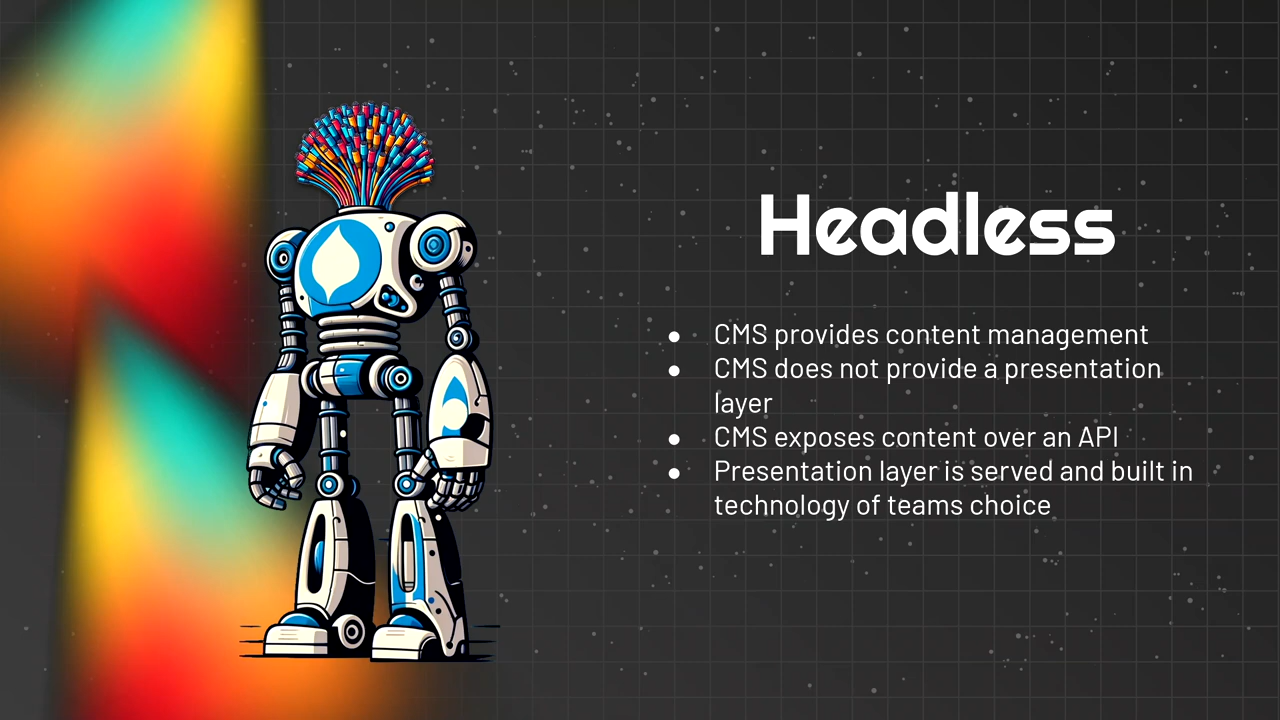 Headless
● CMS provides content management
● CMS does not provide a presentation
layer
● CMS exposes content over an API
● Presentation layer is served and built in
technology of teams choice